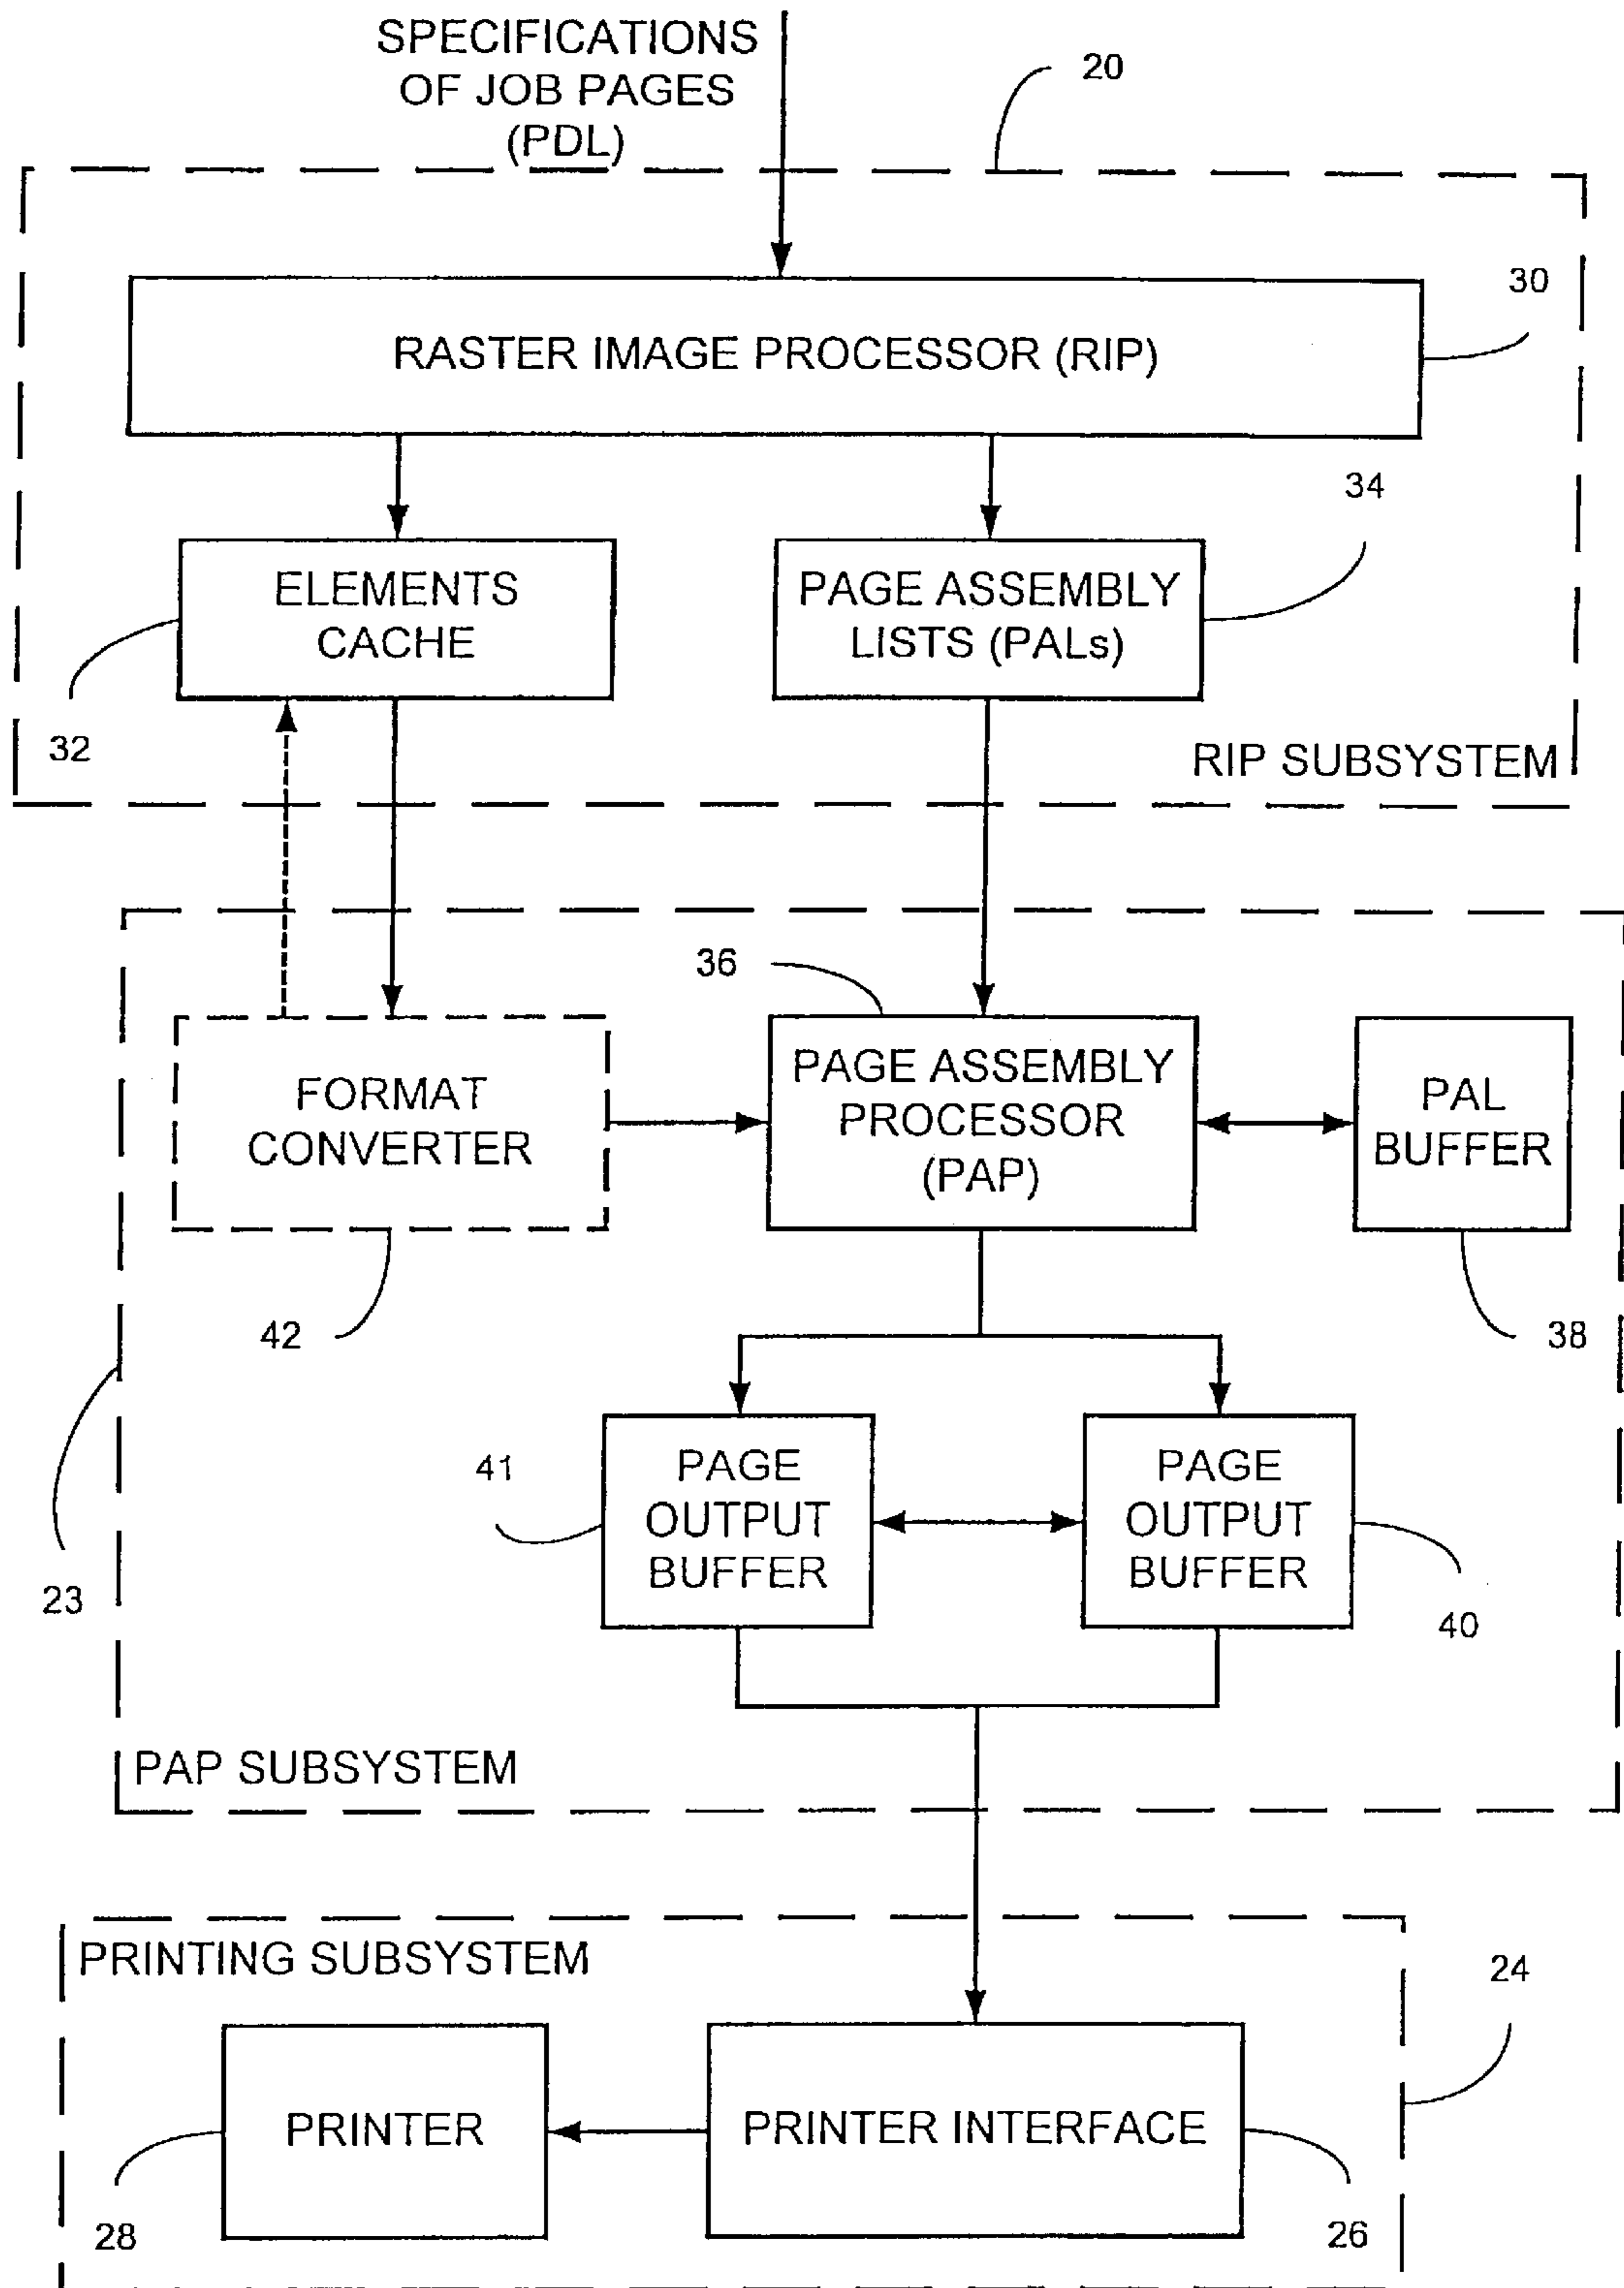 SPECIFICATIONS
OF JOB PAGES
(PDL)
20
30
RASTER IMAGE PROCESSOR (RIP)
34
ELEMENTS
CACHE
PAGE ASSEMBLY
LISTS (PALs)
32
RIP SUBSYSTEM
36
FORMAT
CONVERTER
PAGE ASSEMBLY
PROCESSOR
(PAP)
PAL
BUFFER
42
38
41
PAGE
OUTPUT
BUFFER
PAGE
OUTPUT
BUFFER
23
40
PAP SUBSYSTEM
PRINTING SUBSYSTEM
24
PRINTER
PRINTER INTERFACE
28
26